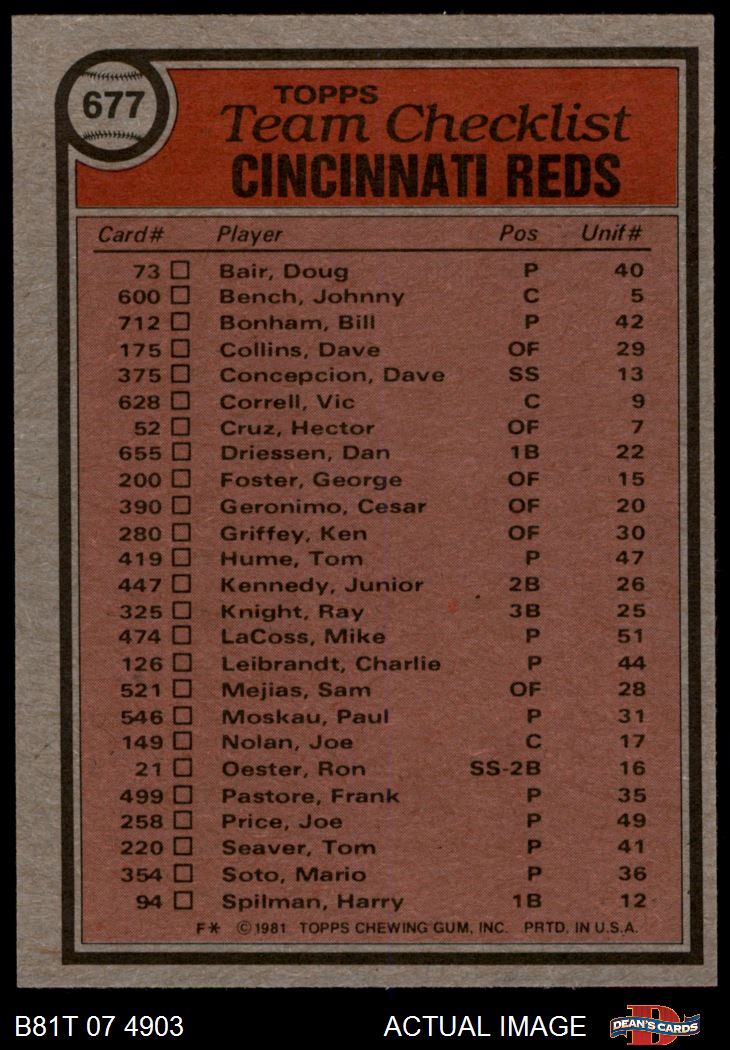 677
TOPPS
Team Checklist
CINCINNATI REDS
Card# Player Pos Unif#
73 Bair, Doug P 40
600 Bench, Johnny C 5
712 Bonham, Bill P 42
175 Collins, Dave OF 29
375 Concepcion, Dave SS 13
628 Correll, Vic C 9
52 Cruz, Hector OF 7
655 Driessen, Dan 1B 22
200 Foster, George OF 15
390 Geronimo, Cesar OF 20
280 Griffey, Ken OF 30
419 Hume, Tom P 47
447 Kennedy, Junior 2B 26
325 Knight, Ray 3B 25
474 LaCoss, Mike P 51
126 Leibrandt, Charlie P 44
521 Mejias, Sam OF 28
546 Moskau, Paul P 31
149 Nolan, Joe C 17
21 Oester, Ron SS-2B 16
499 Pastore, Frank P 35
258 Price, Joe P 49
220 Seaver, Tom P 41
354 Soto, Mario P 36
94 Spilman, Harry 1B 12
F* ©1981 TOPPS CHEWING GUM, INC. PRTD. IN U.S.A.
B81T 07 4903 ACTUAL IMAGE DEAN'S CARDS